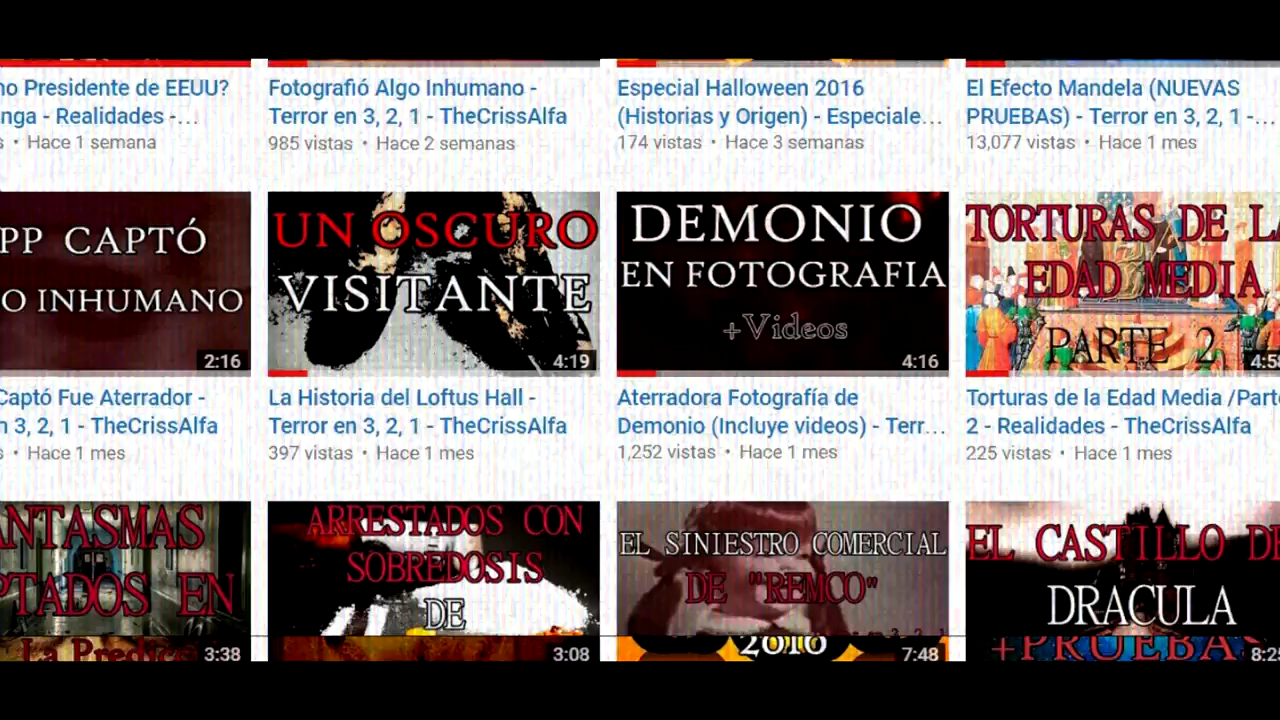 no Presidente de EEUU?
nga - Realidades -...
Hace 1 semana
Fotografió Algo Inhumano -
Terror en 3, 2, 1 - TheCrissAlfa
985 vistas • Hace 2 semanas
Especial Halloween 2016
(Historias y Origen) - Especiale...
174 vistas • Hace 3 semanas
El Efecto Mandela (NUEVAS
PRUEBAS) - Terror en 3, 2, 1 -...
13,077 vistas • Hace 1 mes
PP CAPTÓ
O INHUMANO
2:16
UN OSCURO
VISITANTE
4:19
DEMONIO
EN FOTOGRAFIA
+Videos
4:16
TORTURAS DE LA
EDAD MEDIA
PARTE 2
4:58
Captó Fue Aterrador -
n 3, 2, 1 - TheCrissAlfa
s • Hace 1 mes
La Historia del Loftus Hall -
Terror en 3, 2, 1 - TheCrissAlfa
397 vistas • Hace 1 mes
Aterradora Fotografía de
Demonio (Incluye videos) - Terr...
1,252 vistas • Hace 1 mes
Torturas de la Edad Media /Parte
2 - Realidades - TheCrissAlfa
225 vistas • Hace 1 mes
ANTASMAS
PTADOS EN
La Predic
3:38
ARRESTADOS CON
SOBREDOSIS
DE
3:08
EL SINIESTRO COMERCIAL
DE "REMCO"
2016
7:48
EL CASTILLO DE
DRACULA
+PRUEBAS
8:25